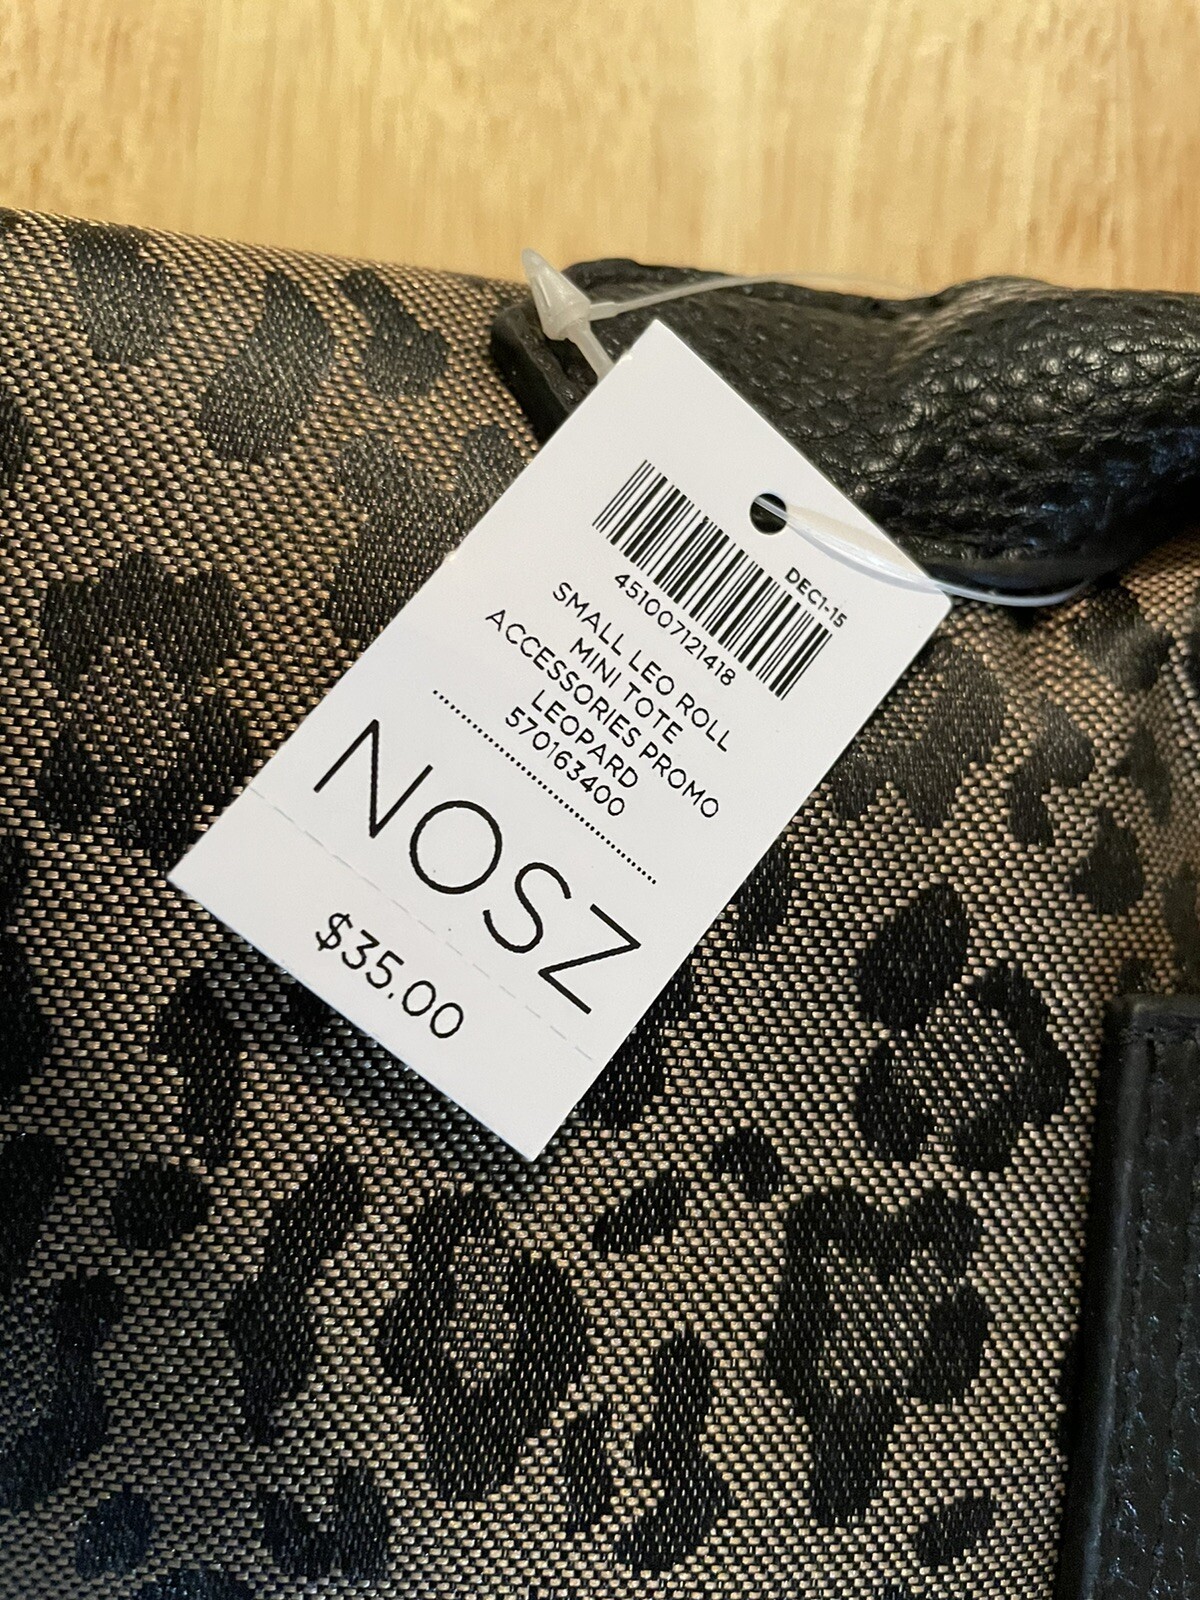 DEC1-15
451007121418
SMALL LEO ROLL
MINI TOTE
ACCESSORIES PROMO
LEOPARD
570163400
NOSZ
$35.00